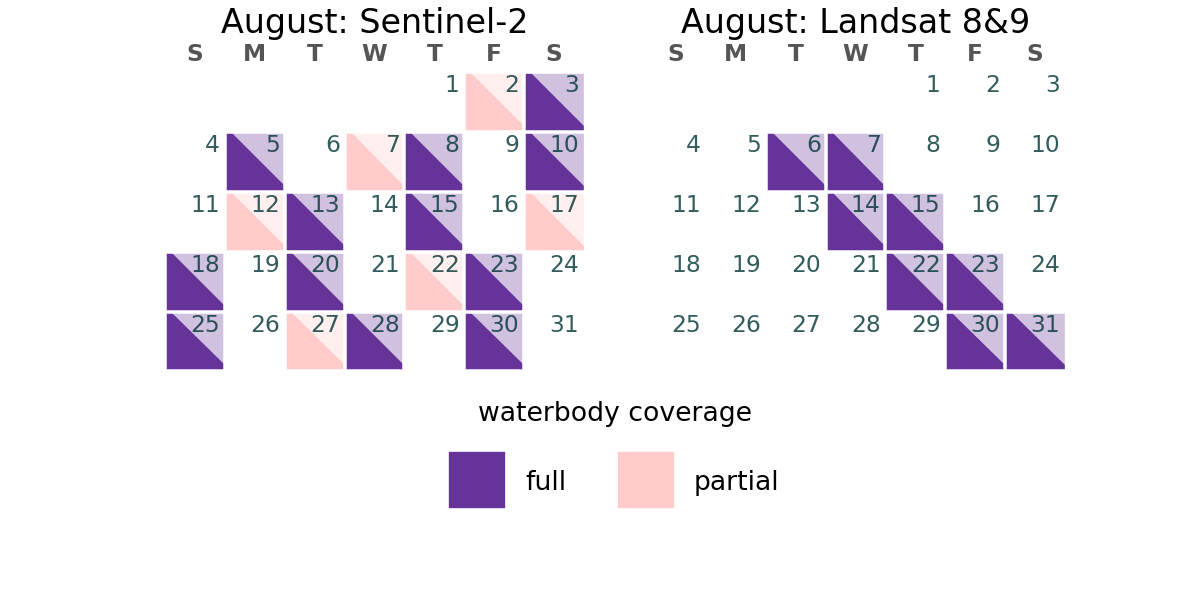 August: Sentinel-2
S M T W T F S
1 2 3
4 5 6 7 8 9 10
11 12 13 14 15 16 17
18 19 20 21 22 23 24
25 26 27 28 29 30 31
August: Landsat 8&9
S M T W T F S
1 2 3
4 5 6 7 8 9 10
11 12 13 14 15 16 17
18 19 20 21 22 23 24
25 26 27 28 29 30 31
waterbody coverage
full
partial